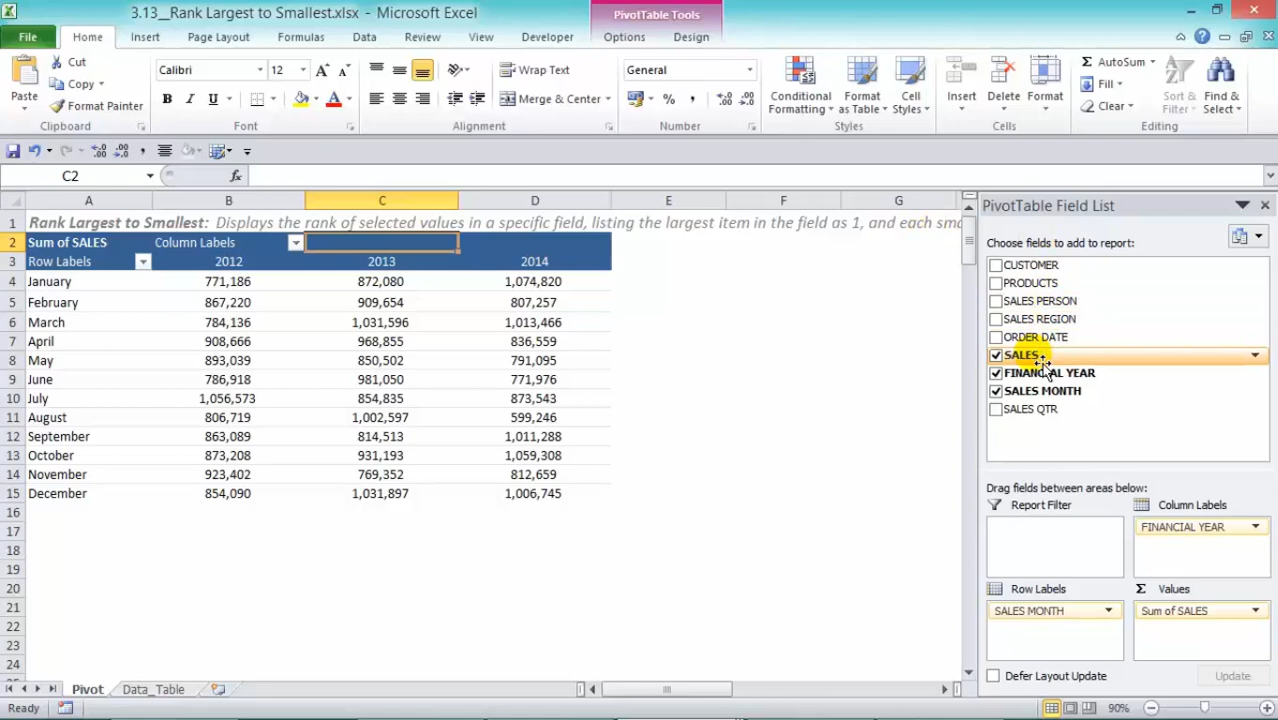 3.13__Rank Largest to Smallest.xlsx - Microsoft Excel
PivotTable Tools
File Home Insert Page Layout Formulas Data Review View Developer Options Design
Paste
Cut
Copy
Format Painter
Clipboard
Calibri 12
B I U A
Font
Wrap Text
Merge & Center
Alignment
General
% ,
Number
Conditional Formatting
Format as Table
Cell Styles
Styles
Insert
Delete
Format
Cells
AutoSum
Fill
Clear
Sort & Filter
Find & Select
Editing
C2 fx
A B C D E F G
1 Rank Largest to Smallest: Displays the rank of selected values in a specific field, listing the largest item in the field as 1, and each sma
2 Sum of SALES Column Labels
3 Row Labels 2012 2013 2014
4 January 771,186 872,080 1,074,820
5 February 867,220 909,654 807,257
6 March 784,136 1,031,596 1,013,466
7 April 908,666 968,855 836,559
8 May 893,039 850,502 791,095
9 June 786,918 981,050 771,976
10 July 1,056,573 854,835 873,543
11 August 806,719 1,002,597 599,246
12 September 863,089 814,513 1,011,288
13 October 873,208 931,193 1,059,308
14 November 923,402 769,352 812,659
15 December 854,090 1,031,897 1,006,745
16
17
18
19
20
21
22
23
24
PivotTable Field List
Choose fields to add to report:
CUSTOMER
PRODUCTS
SALES PERSON
SALES REGION
ORDER DATE
SALES
FINANCIAL YEAR
SALES MONTH
SALES QTR
Drag fields between areas below:
Report Filter
Column Labels
FINANCIAL YEAR
Row Labels
Σ Values
SALES MONTH
Sum of SALES
Defer Layout Update
Update
Pivot Data_Table
Ready
90%